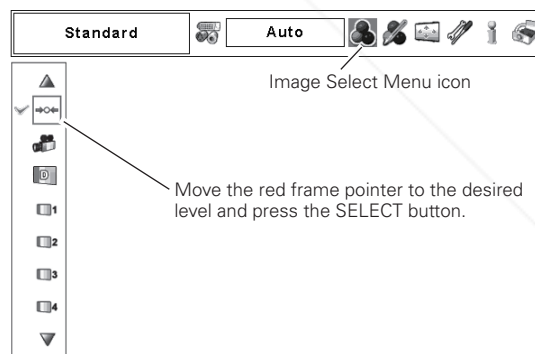 Standard
Auto
Image Select Menu icon
Move the red frame pointer to the desired
level and press the SELECT button.
D
1
2
3
4